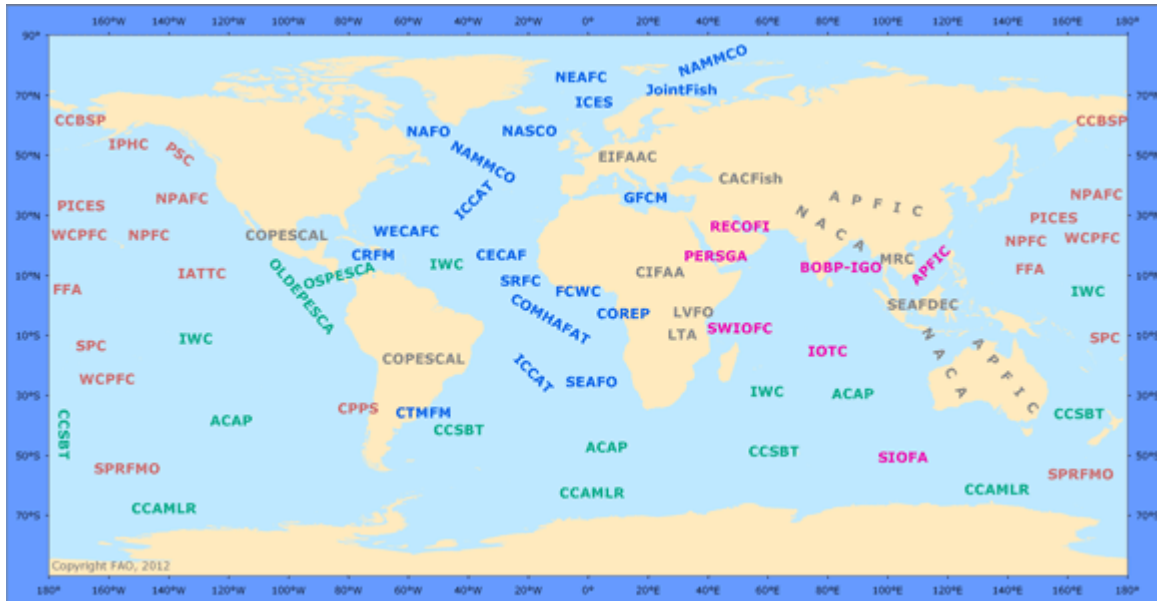 160°W 140°W 120°W 100°W 80°W 60°W 40°W 20°W 0° 20°E 40°E 60°E 80°E 100°E 120°E 140°E 160°E 180°
90°
NAMMCO
NEAFC
JointFish
70°N 70°N
ICES
CCBSP CCBSP
NAFO NASCO
IPHC PSC
NAMMCO
EIFAAC
50°N 50°N
CACFish
NPAFC ICCAT GFCM APFIC NPAFC
PICES PICES
30°N 30°N
WCPFC NPFC COPESCAL WECAFC RECOFI NACA NPFC WCPFC
CRFM CECAF PERSGA MRC APFIC
IWC BOBP-IGO
IATTC OSPESCA CIFAA FFA
10°N 10°N
OLDEPESCA SRFC
FFA FCWC IWC
COMHAFAT COREP LVFO SEAFDEC
LTA SWIOFC
10°S 10°S
SPC IWC NACA APFIC SPC
IOTC
COPESCAL
WCPFC ICCAT SEAFO
30°S IWC ACAP 30°S
CPPS CTMFM
CCSBT ACAP CCSBT
CCSBT
ACAP CCSBT SIOFA
50°S 50°S
SPRFMO SPRFMO
CCAMLR CCAMLR
CCAMLR
70°S 70°S
Copyright FAO, 2012
180° 160°W 140°W 120°W 100°W 80°W 60°W 40°W 20°W 0° 20°E 40°E 60°E 80°E 100°E 120°E 140°E 160°E 180°